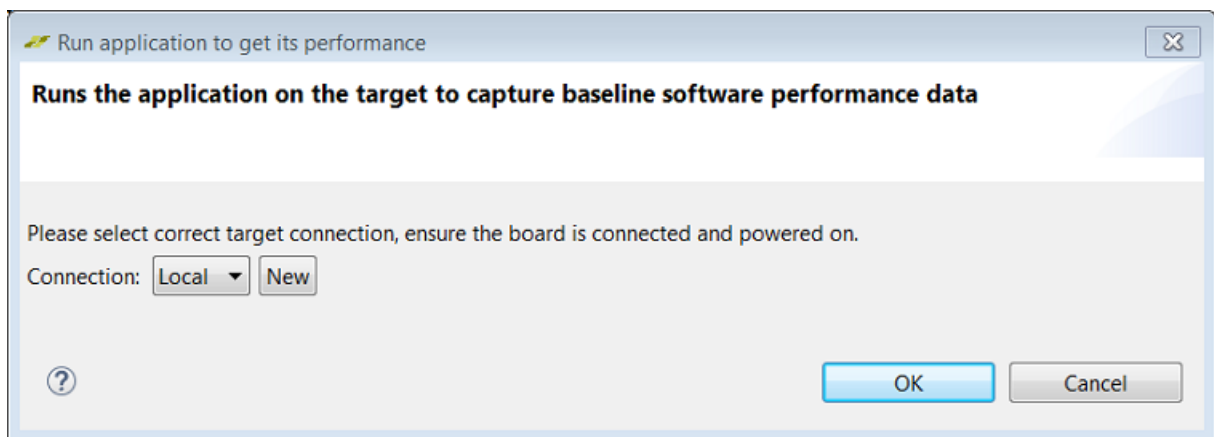 Run application to get its performance
Runs the application on the target to capture baseline software performance data
Please select correct target connection, ensure the board is connected and powered on.
Connection: Local New
? OK Cancel